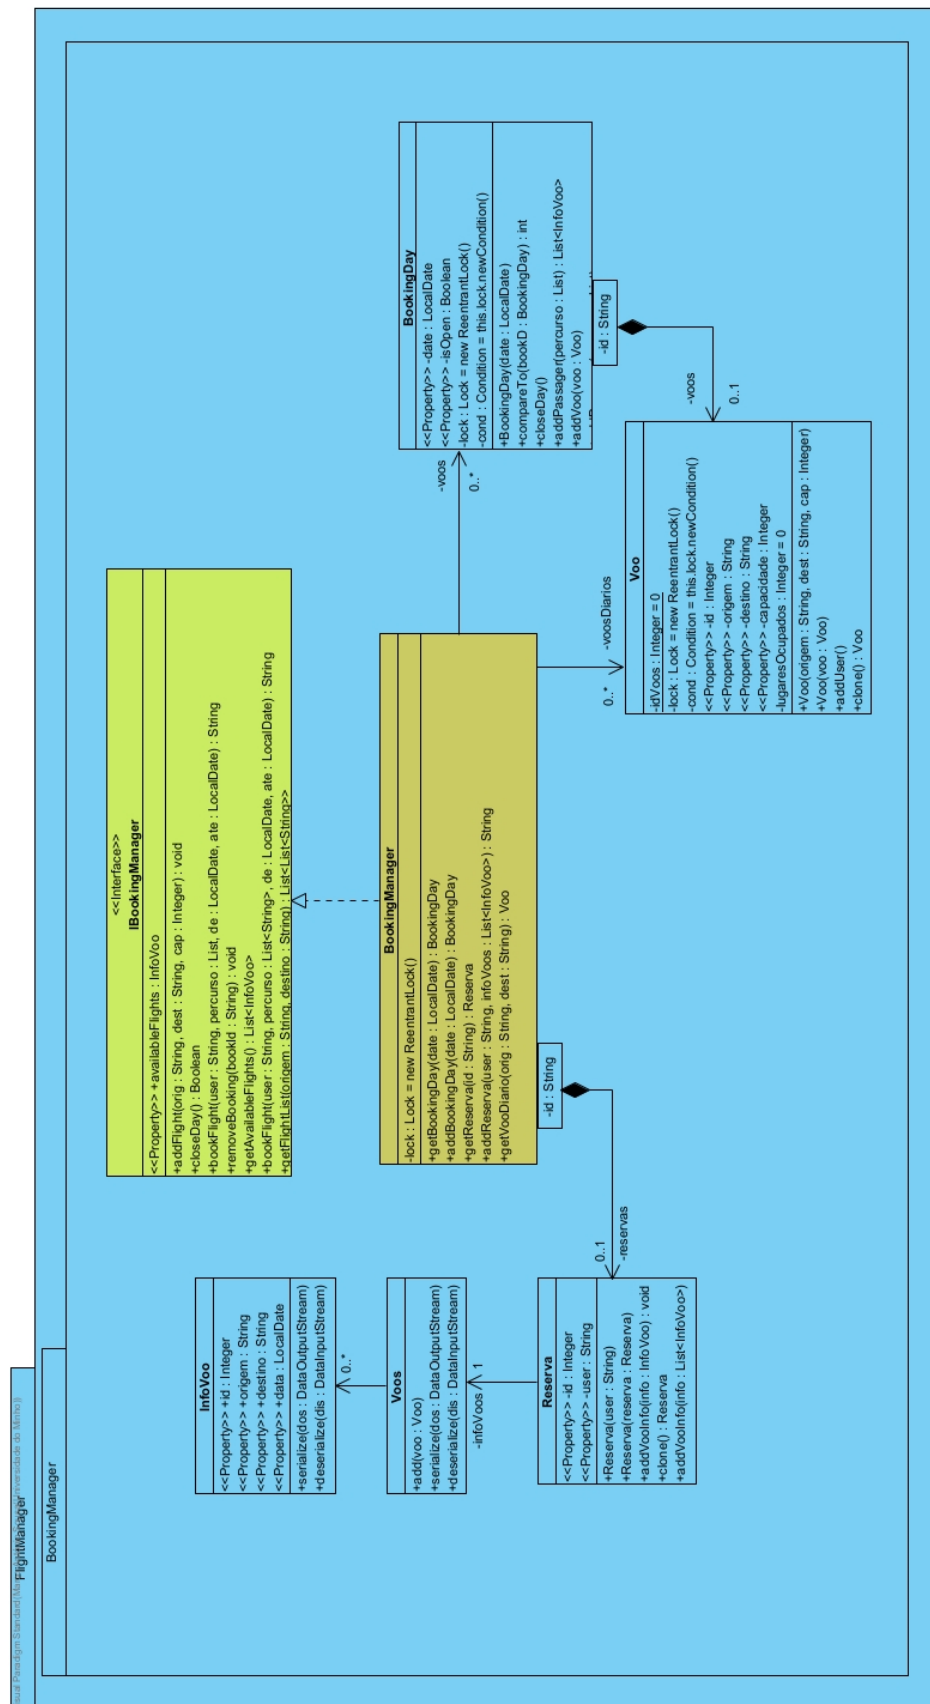 FlightManager
BookingManager
<<Interface>>
IBookingManager
<<Property>> +availableFlights : InfoVoo
+addFlight(orig : String, dest : String, cap : Integer) : void
+closeDay() : Boolean
+bookFlight(user : String, percurso : List, de : LocalDate, ate : LocalDate) : String
+removeBooking(bookId : String) : void
+getAvailableFlights() : List<InfoVoo>
+bookFlight(user : String, percurso : List<String>, de : LocalDate, ate : LocalDate) : String
+getFlightList(origem : String, destino : String) : List<List<String>>
InfoVoo
<<Property>> +id : Integer
<<Property>> +origem : String
<<Property>> +destino : String
<<Property>> +data : LocalDate
+serialize(dos : DataOutputStream)
+deserialize(dis : DataInputStream)
0..*
Voos
+add(voo : Voo)
+serialize(dos : DataOutputStream)
+deserialize(dis : DataInputStream)
-infoVoos
1
Reserva
<<Property>> -id : Integer
<<Property>> -user : String
+Reserva(user : String)
+Reserva(reserva : Reserva)
+addVooInfo(info : InfoVoo) : void
+clone() : Reserva
+addVooInfo(info : List<InfoVoo>)
0..1
-reservas
BookingManager
-lock : Lock = new ReentrantLock()
+getBookingDay(date : LocalDate) : BookingDay
+addBookingDay(date : LocalDate) : BookingDay
+getReserva(id : String) : Reserva
+addReserva(user : String, infoVoos : List<InfoVoo>) : String
+getVooDiario(orig : String, dest : String) : Voo
-id : String
-voos
0..*
BookingDay
<<Property>> -date : LocalDate
<<Property>> -isOpen : Boolean
-lock : Lock = new ReentrantLock()
-cond : Condition = this.lock.newCondition()
+BookingDay(date : LocalDate)
+compareTo(bookD : BookingDay) : int
+closeDay()
+addPassager(percurso : List) : List<InfoVoo>
+addVoo(voo : Voo)
-id : String
-voos
0..1
-voosDiarios
0..*
Voo
-idVoos : Integer = 0
-lock : Lock = new ReentrantLock()
-cond : Condition = this.lock.newCondition()
<<Property>> -id : Integer
<<Property>> -origem : String
<<Property>> -destino : String
<<Property>> -capacidade : Integer
-lugaresOcupados : Integer = 0
+Voo(origem : String, dest : String, cap : Integer)
+Voo(voo : Voo)
+addUser()
+clone() : Voo